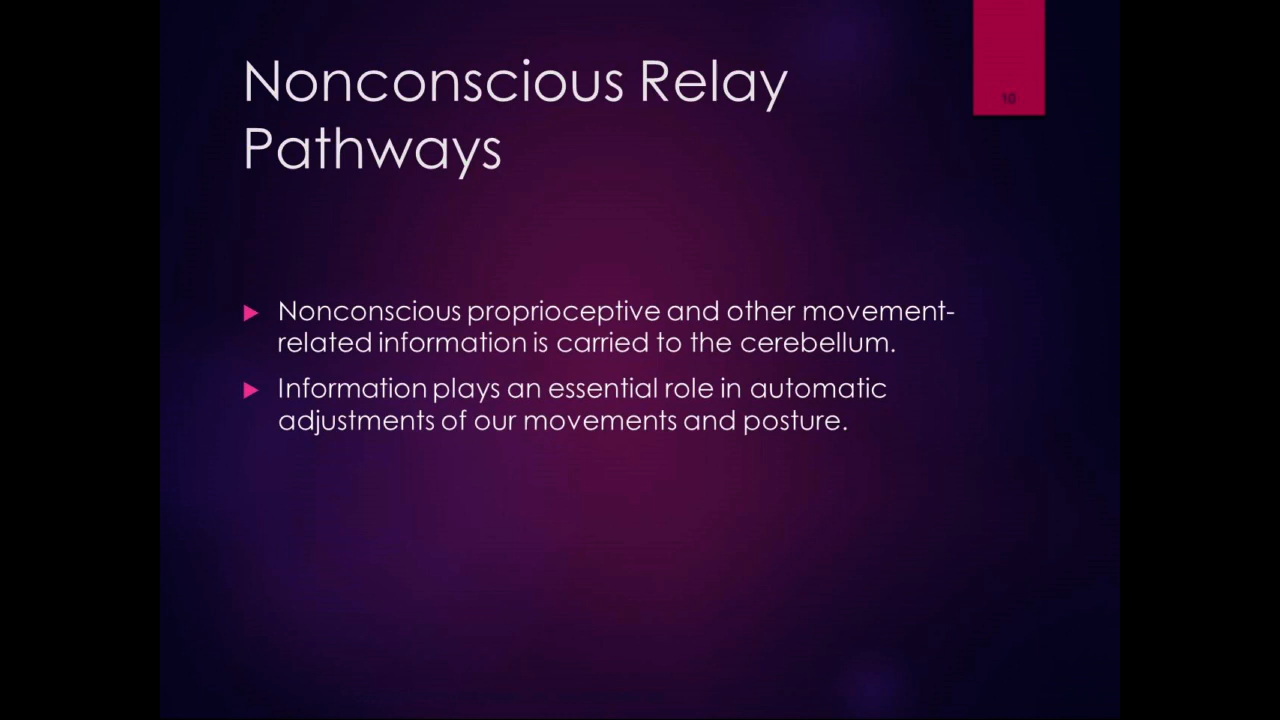 Nonconscious Relay
Pathways
10
Nonconscious proprioceptive and other movement-
related information is carried to the cerebellum.
Information plays an essential role in automatic
adjustments of our movements and posture.